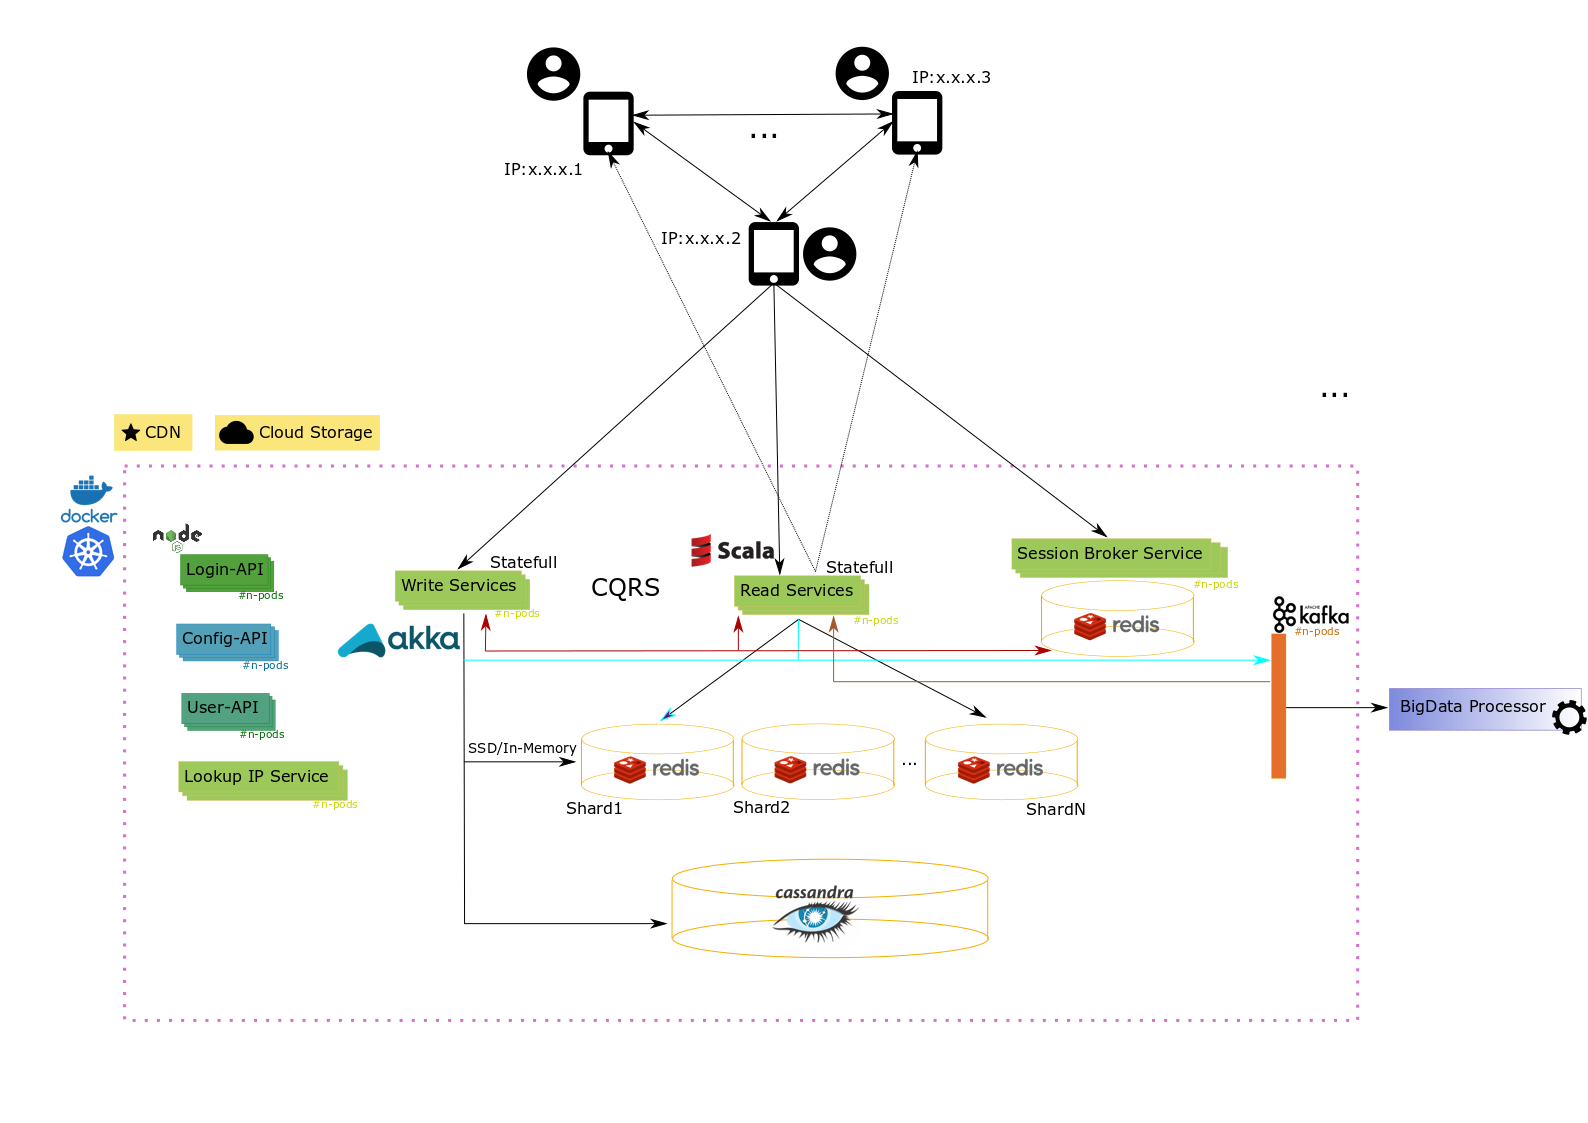 IP:x.x.x.3
...
IP:x.x.x.1
IP:x.x.x.2
...
CDN
Cloud Storage
docker
node
JS
Login-API
#n-pods
Config-API
#n-pods
User-API
#n-pods
Lookup IP Service
#n-pods
Statefull
Write Services
#n-pods
akka
CQRS
Scala
Statefull
Read Services
#n-pods
Session Broker Service
#n-pods
redis
APACHE
kafka
#n-pods
BigData Processor
SSD/In-Memory
redis
redis
...
redis
Shard1
Shard2
ShardN
cassandra